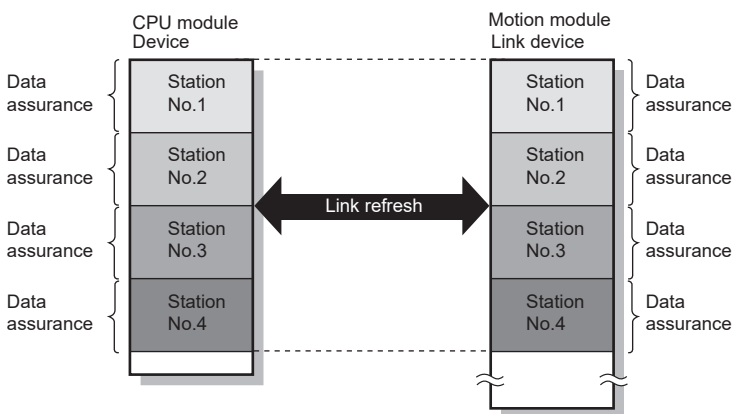 CPU module
Device
Motion module
Link device
Data
assurance
Station
No.1
Station
No.1
Data
assurance
Data
assurance
Station
No.2
Station
No.2
Data
assurance
Link refresh
Data
assurance
Station
No.3
Station
No.3
Data
assurance
Data
assurance
Station
No.4
Station
No.4
Data
assurance